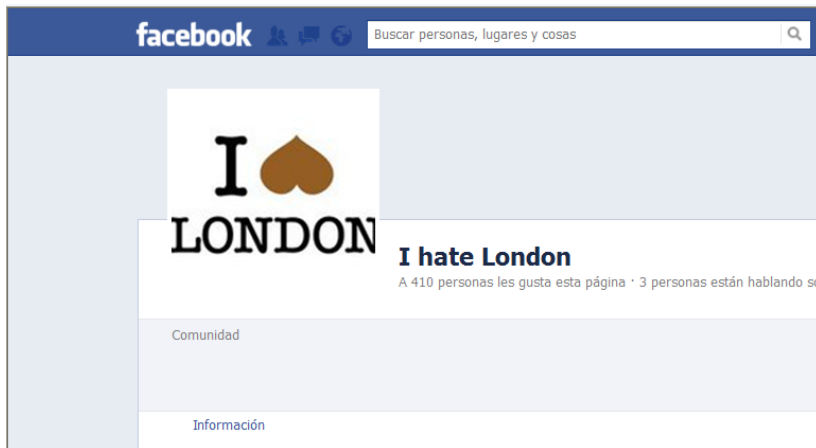 facebook
Buscar personas, lugares y cosas
I
LONDON
I hate London
A 410 personas les gusta esta página · 3 personas están hablando
Comunidad
Información